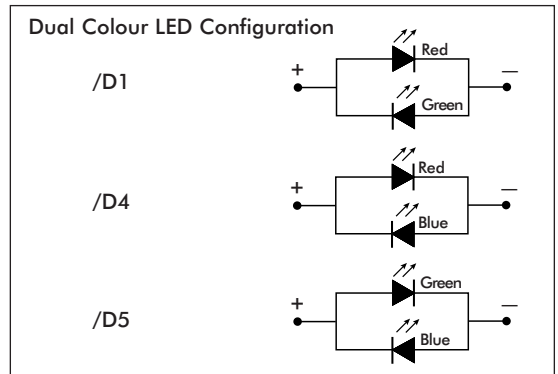 Dual Colour LED Configuration
/D1
+
Red
—
Green
/D4
+
Red
—
Blue
/D5
+
Green
—
Blue